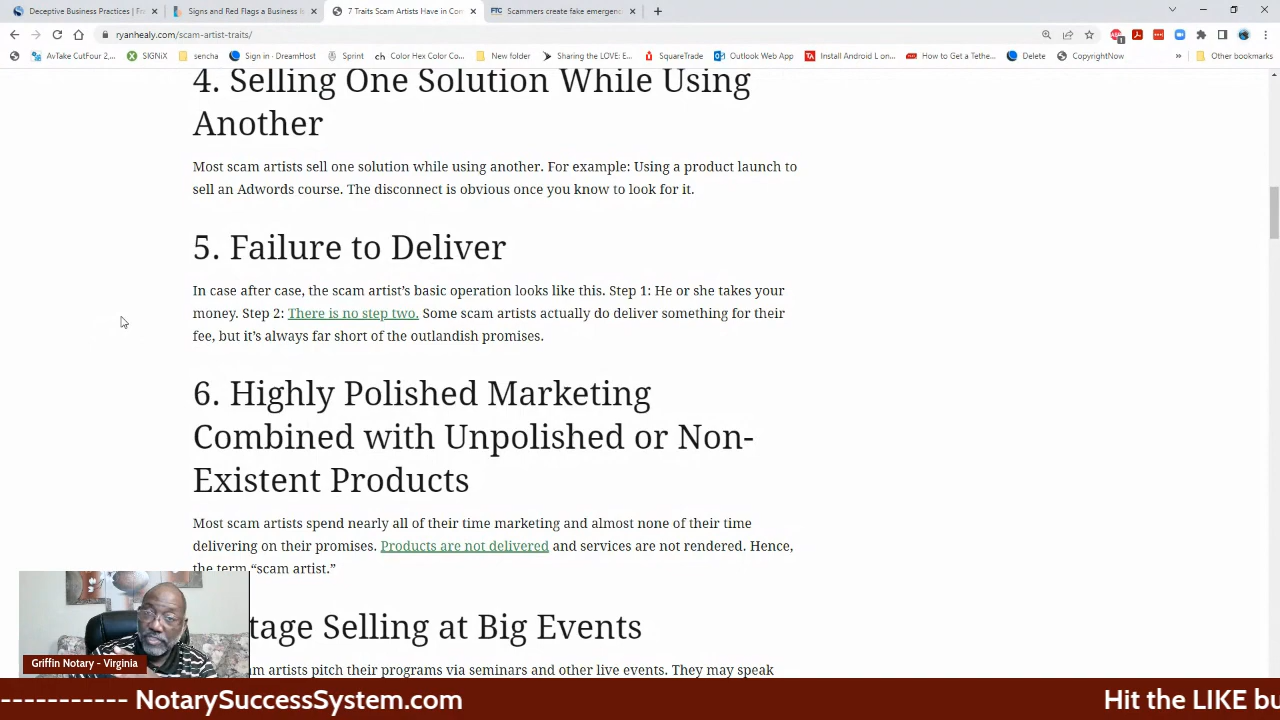 Deceptive Business Practices | Fr
Signs and Red Flags a Business Is
7 Traits Scam Artists Have in Com
FTC Scammers create fake emergenc
ryanhealy.com/scam-artist-traits/
AvTake CutFour 2,...
SIGNiX
sencha
Sign in - DreamHost
Sprint
Color Hex Color Co...
New folder
Sharing the LOVE: E...
SquareTrade
Outlook Web App
Install Android L on...
How to Get a Tethe...
Delete
CopyrightNow
Other bookmarks
4. Selling One Solution While Using
Another
Most scam artists sell one solution while using another. For example: Using a product launch to
sell an Adwords course. The disconnect is obvious once you know to look for it.
5. Failure to Deliver
In case after case, the scam artist’s basic operation looks like this. Step 1: He or she takes your
money. Step 2: There is no step two. Some scam artists actually do deliver something for their
fee, but it’s always far short of the outlandish promises.
6. Highly Polished Marketing
Combined with Unpolished or Non-
Existent Products
Most scam artists spend nearly all of their time marketing and almost none of their time
delivering on their promises. Products are not delivered and services are not rendered. Hence,
the term “scam artist.”
tage Selling at Big Events
am artists pitch their programs via seminars and other live events. They may speak
Griffin Notary - Virginia
----------- NotarySuccessSystem.com
Hit the LIKE bu